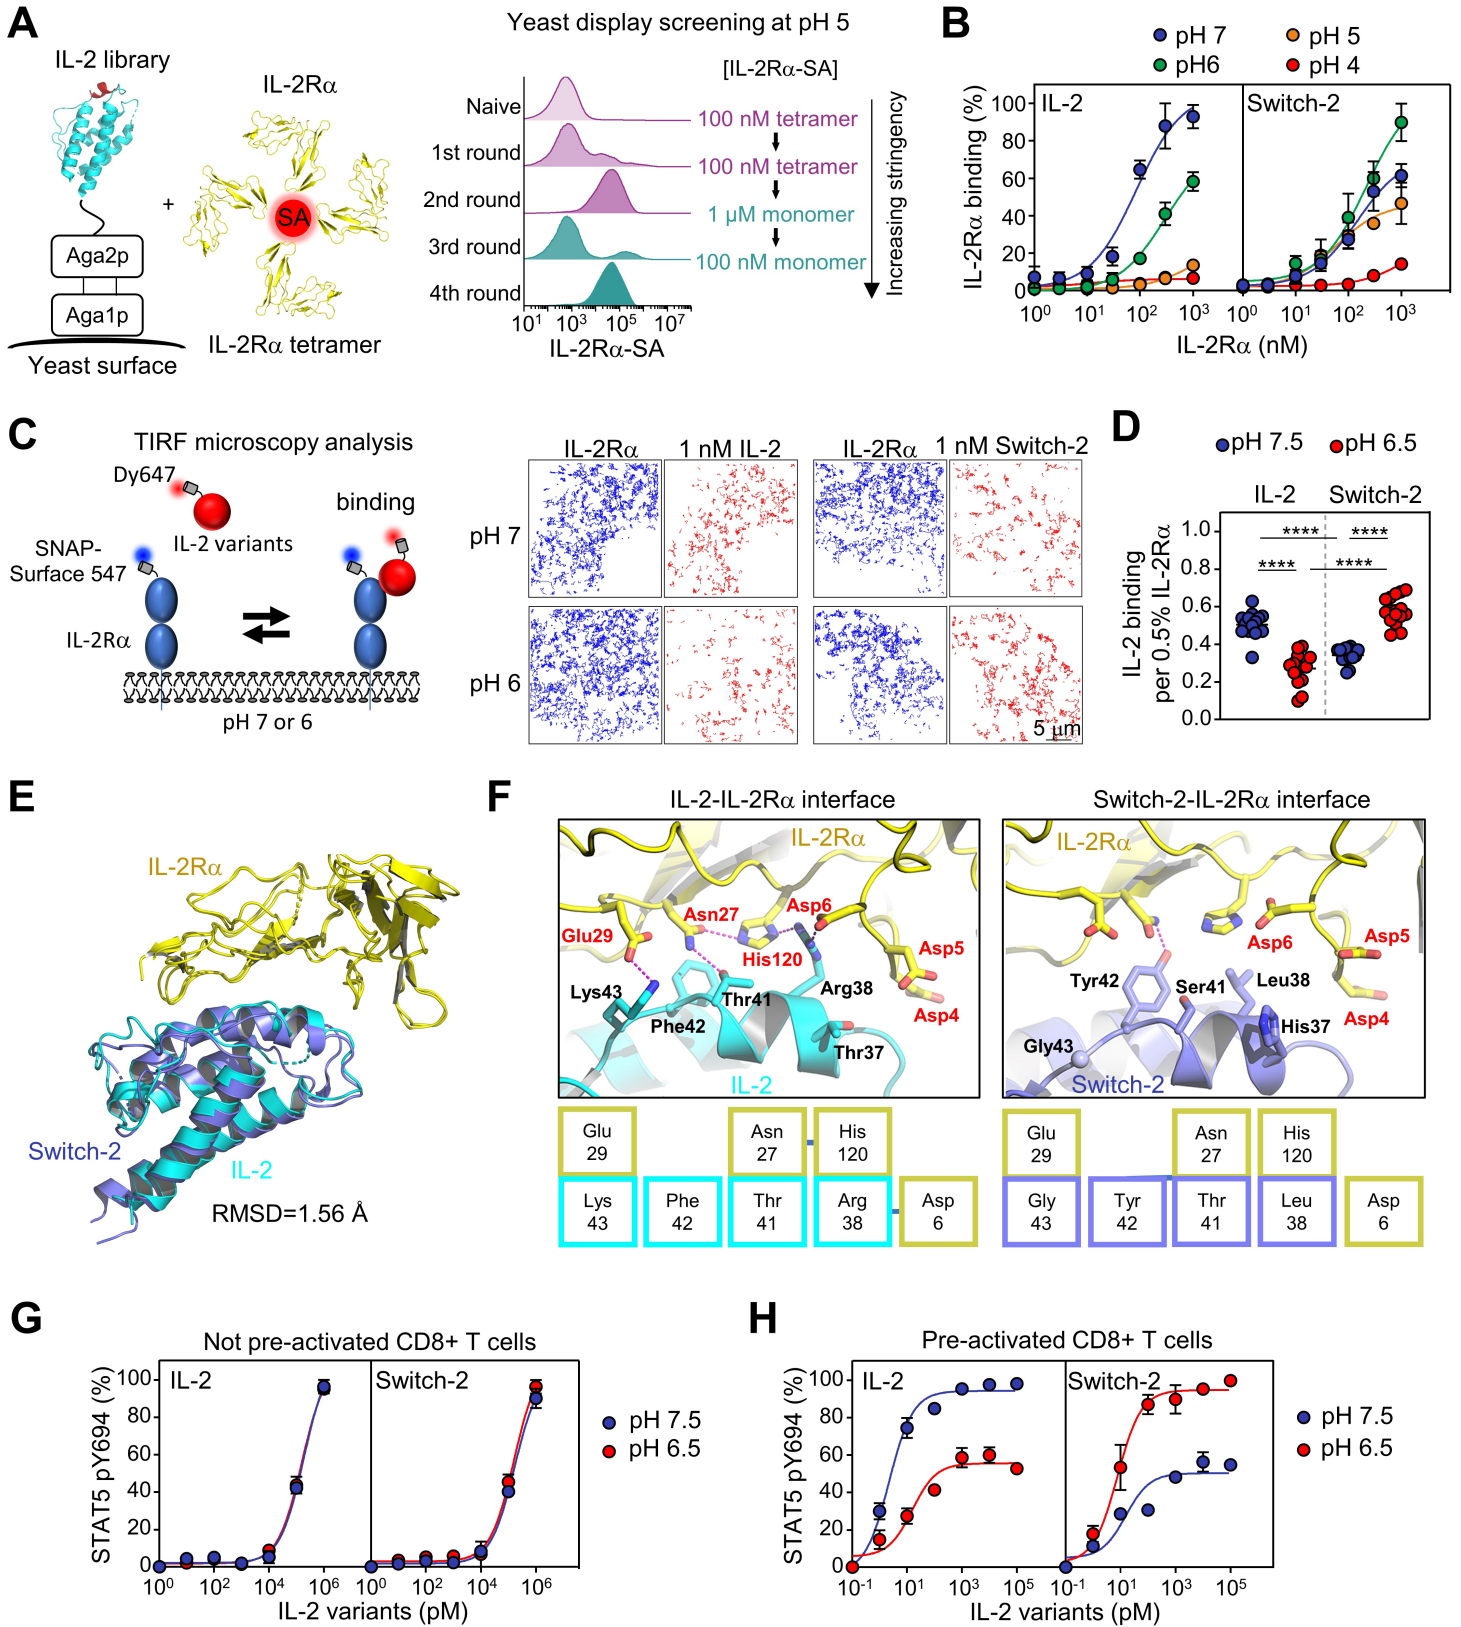 A
Yeast display screening at pH 5
IL-2 library
IL-2Rα
[IL-2Rα-SA]
Naive
1st round
2nd round
3rd round
4th round
100 nM tetramer
100 nM tetramer
1 µM monomer
100 nM monomer
Increasing stringency
+
SA
Aga2p
Aga1p
Yeast surface
IL-2Rα tetramer
10¹ 10³ 10⁵ 10⁷
IL-2Rα-SA
B
pH 7
pH 5
pH6
pH 4
IL-2
Switch-2
IL-2Rα binding (%)
100
80
60
40
20
0
10⁰ 10¹ 10² 10³
10⁰ 10¹ 10² 10³
IL-2Rα (nM)
C
TIRF microscopy analysis
Dy647
binding
IL-2 variants
SNAP-
Surface 547
IL-2Rα
pH 7 or 6
IL-2Rα
1 nM IL-2
IL-2Rα
1 nM Switch-2
pH 7
pH 6
5 µm
D
pH 7.5
pH 6.5
IL-2
Switch-2
IL-2 binding
per 0.5% IL-2Rα
1.0
0.8
0.6
0.4
0.2
0.0
**** ****
**** ****
E
IL-2Rα
Switch-2
IL-2
RMSD=1.56 Å
F
IL-2-IL-2Rα interface
IL-2Rα
Asn27
Asp6
Glu29
His120
Asp5
Lys43
Thr41
Arg38
Asp4
Phe42
Thr37
IL-2
Glu
29
Asn
27
His
120
Lys
43
Phe
42
Thr
41
Arg
38
Asp
6
Switch-2-IL-2Rα interface
IL-2Rα
Asp6
Asp5
Tyr42
Ser41
Leu38
Asp4
His37
Gly43
Switch-2
Glu
29
Asn
27
His
120
Gly
43
Tyr
42
Thr
41
Leu
38
Asp
6
G
Not pre-activated CD8+ T cells
IL-2
Switch-2
STAT5 pY694 (%)
100
80
60
40
20
0
10⁰ 10² 10⁴ 10⁶
10⁰ 10² 10⁴ 10⁶
IL-2 variants (pM)
pH 7.5
pH 6.5
H
Pre-activated CD8+ T cells
IL-2
Switch-2
STAT5 pY694 (%)
100
80
60
40
20
0
10⁻¹ 10¹ 10³ 10⁵
10⁻¹ 10¹ 10³ 10⁵
IL-2 variants (pM)
pH 7.5
pH 6.5